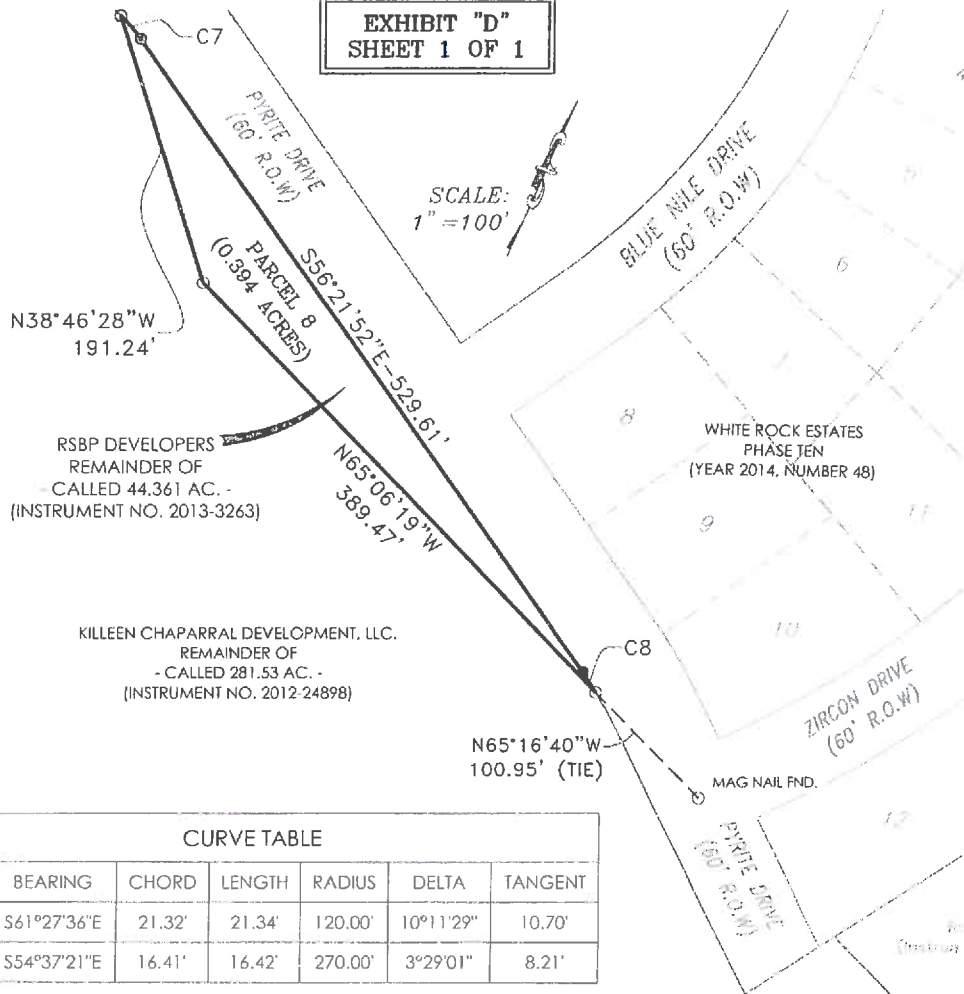 EXHIBIT "D"
SHEET 1 OF 1
C7
PYRITE DRIVE
(60' R.O.W)
SCALE:
1"=100'
BLUE NILE DRIVE
(60' R.O.W)
6
PARCEL 8
(0.394 ACRES)
S56°21'52"E-529.61'
N38°46'28"W
191.24'
8
WHITE ROCK ESTATES
PHASE TEN
(YEAR 2014, NUMBER 48)
RSBP DEVELOPERS
REMAINDER OF
- CALLED 44.361 AC. -
(INSTRUMENT NO. 2013-3263)
N65°06'19"W
389.47'
9
11
KILLEEN CHAPARRAL DEVELOPMENT, LLC.
REMAINDER OF
- CALLED 281.53 AC. -
(INSTRUMENT NO. 2012-24898)
10
C8
ZIRCON DRIVE
(60' R.O.W)
N65°16'40"W
100.95' (TIE)
MAG NAIL FND.
12
PYRITE DRIVE
(60' R.O.W)
CURVE TABLE
BEARING CHORD LENGTH RADIUS DELTA TANGENT
S61°27'36"E 21.32' 21.34' 120.00' 10°11'29" 10.70'
S54°37'21"E 16.41' 16.42' 270.00' 3°29'01" 8.21'